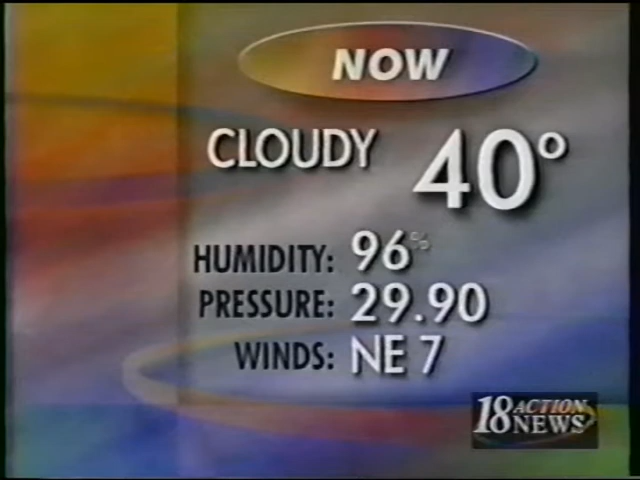 NOW
CLOUDY 40°
HUMIDITY: 96%
PRESSURE: 29.90
WINDS: NE 7
18 ACTION NEWS